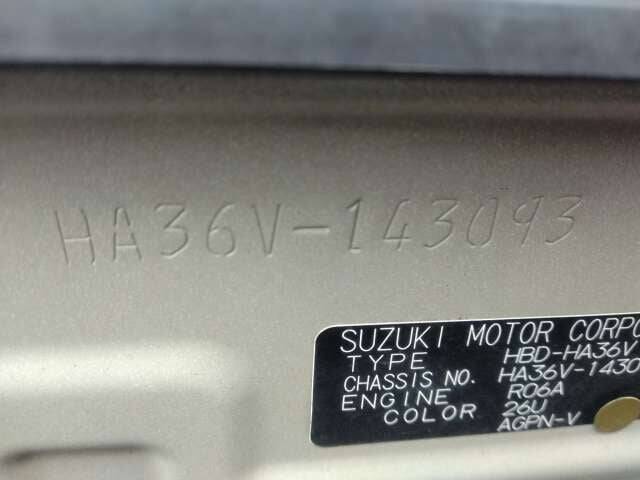 HA36V-143093
SUZUKI MOTOR CORPO
TYPE HBD-HA36V
CHASSIS NO. HA36V-1430
ENGINE R06A
COLOR 26U
AGPN-V